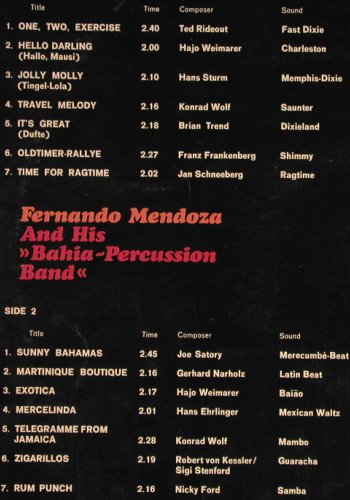 Title Time Composer Sound
1. ONE, TWO, EXERCISE 2.40 Ted Rideout Fast Dixie
2. HELLO DARLING 2.00 Hajo Weimarer Charleston
(Hallo, Mausi)
3. JOLLY MOLLY 2.10 Hans Sturm Memphis-Dixie
(Tingel-Lola)
4. TRAVEL MELODY 2.16 Konrad Wolf Saunter
5. IT'S GREAT 2.18 Brian Trend Dixieland
(Dufte)
6. OLDTIMER-RALLYE 2.27 Franz Frankenberg Shimmy
7. TIME FOR RAGTIME 2.02 Jan Schneeberg Ragtime
Fernando Mendoza
And His
»Bahia-Percussion
Band«
SIDE 2
Title Time Composer Sound
1. SUNNY BAHAMAS 2.45 Joe Satory Merecumbé-Beat
2. MARTINIQUE BOUTIQUE 2.16 Gerhard Narholz Latin Beat
3. EXOTICA 2.17 Hajo Weimarer Baião
4. MERCELINDA 2.01 Hans Ehrlinger Mexican Waltz
5. TELEGRAMME FROM
JAMAICA 2.28 Konrad Wolf Mambo
6. ZIGARILLOS 2.19 Robert von Kessler/ Guaracha
Sigi Stenford
7. RUM PUNCH 2.16 Nicky Ford Samba